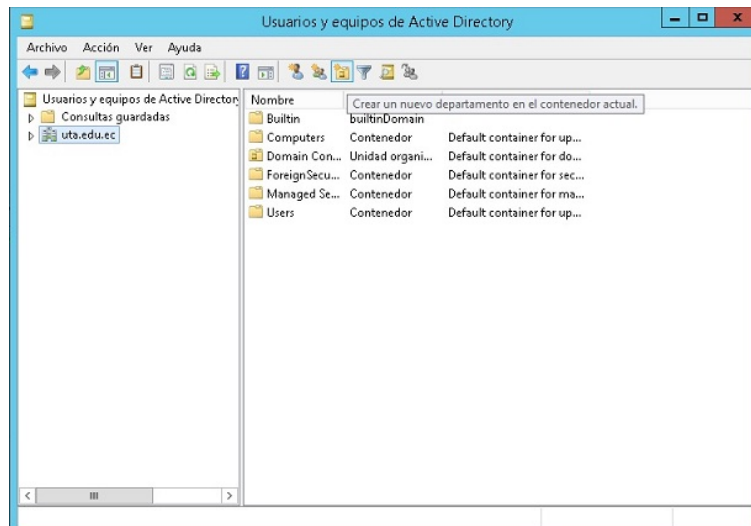 Usuarios y equipos de Active Directory
Archivo Acción Ver Ayuda
Usuarios y equipos de Active Director
Consultas guardadas
uta.edu.ec
Nombre
Crear un nuevo departamento en el contenedor actual.
Builtin builtinDomain
Computers Contenedor Default container for up...
Domain Con... Unidad organi... Default container for do...
ForeignSecu... Contenedor Default container for sec...
Managed Se... Contenedor Default container for ma...
Users Contenedor Default container for up...